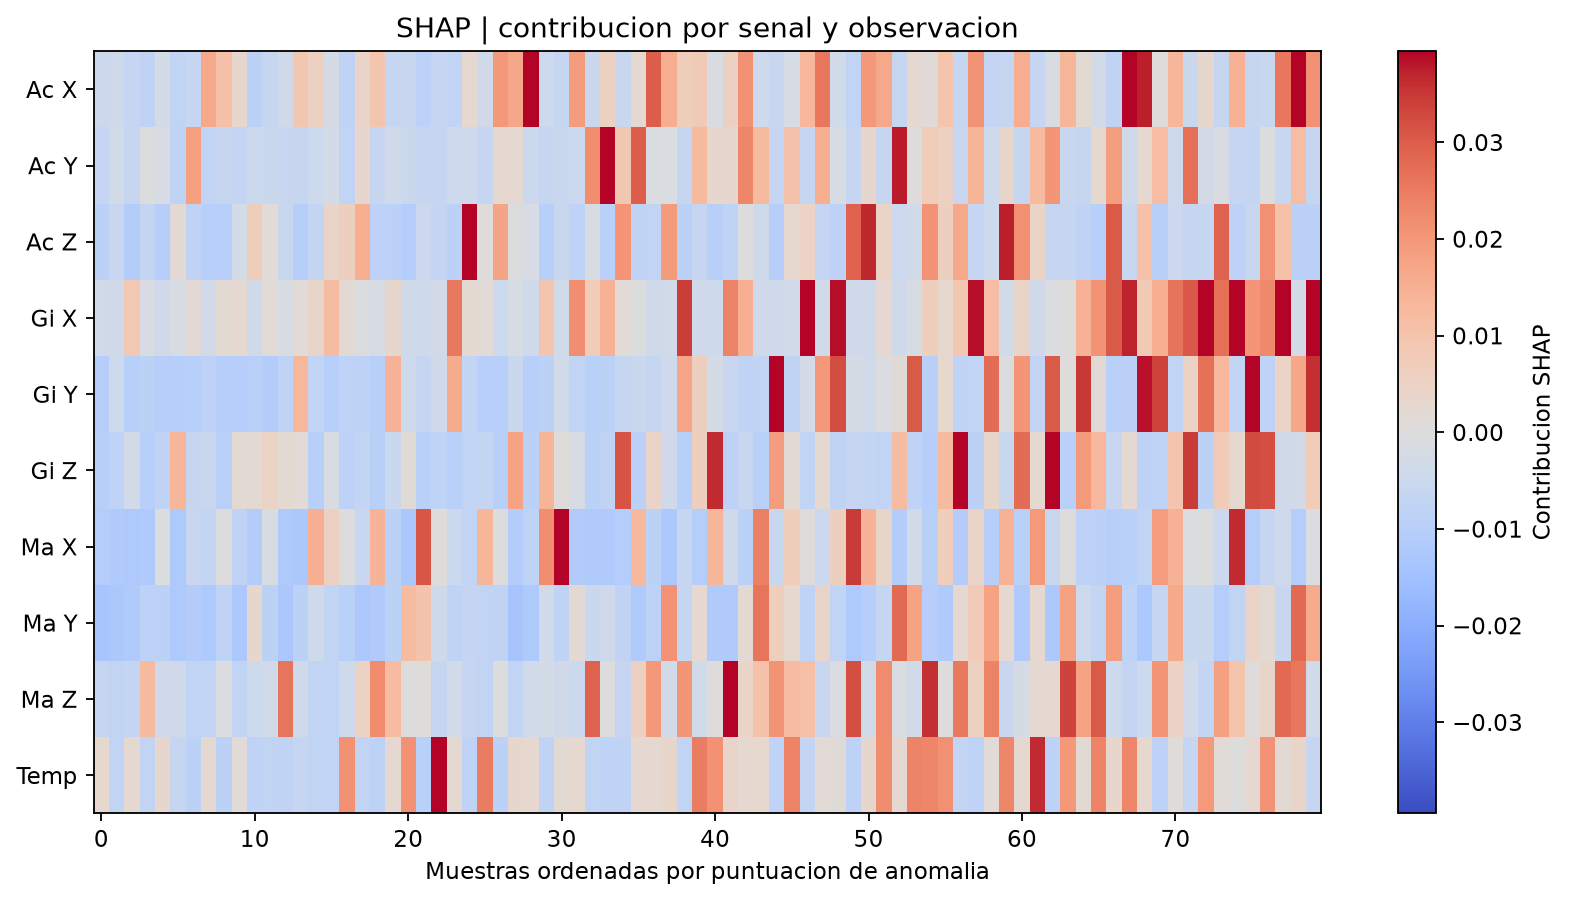 SHAP | contribucion por senal y observacion
Ac X
Ac Y
Ac Z
Gi X
Gi Y
Gi Z
Ma X
Ma Y
Ma Z
Temp
0 10 20 30 40 50 60 70
Muestras ordenadas por puntuacion de anomalia
0.03
0.02
0.01
0.00
−0.01
−0.02
−0.03
Contribucion SHAP